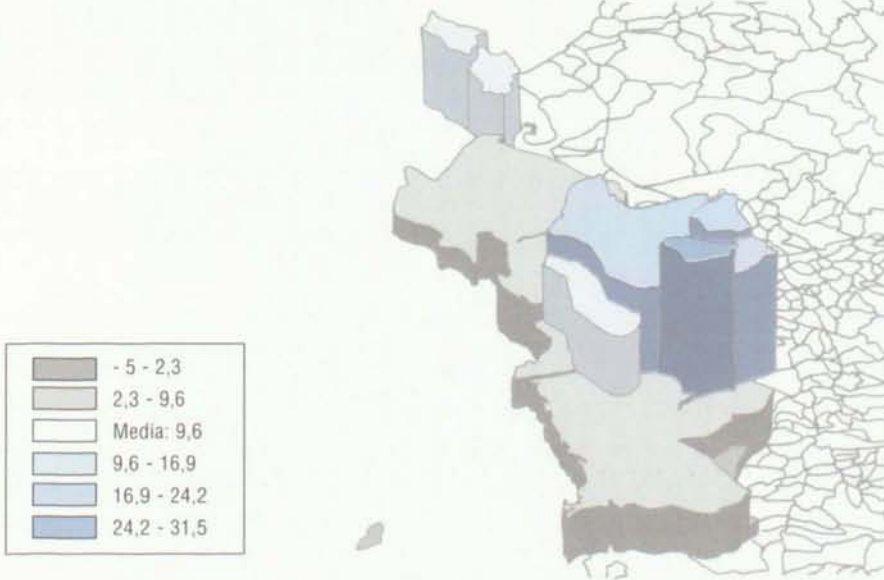 - 5 - 2,3
2,3 - 9,6
Media: 9,6
9,6 - 16,9
16,9 - 24,2
24,2 - 31,5